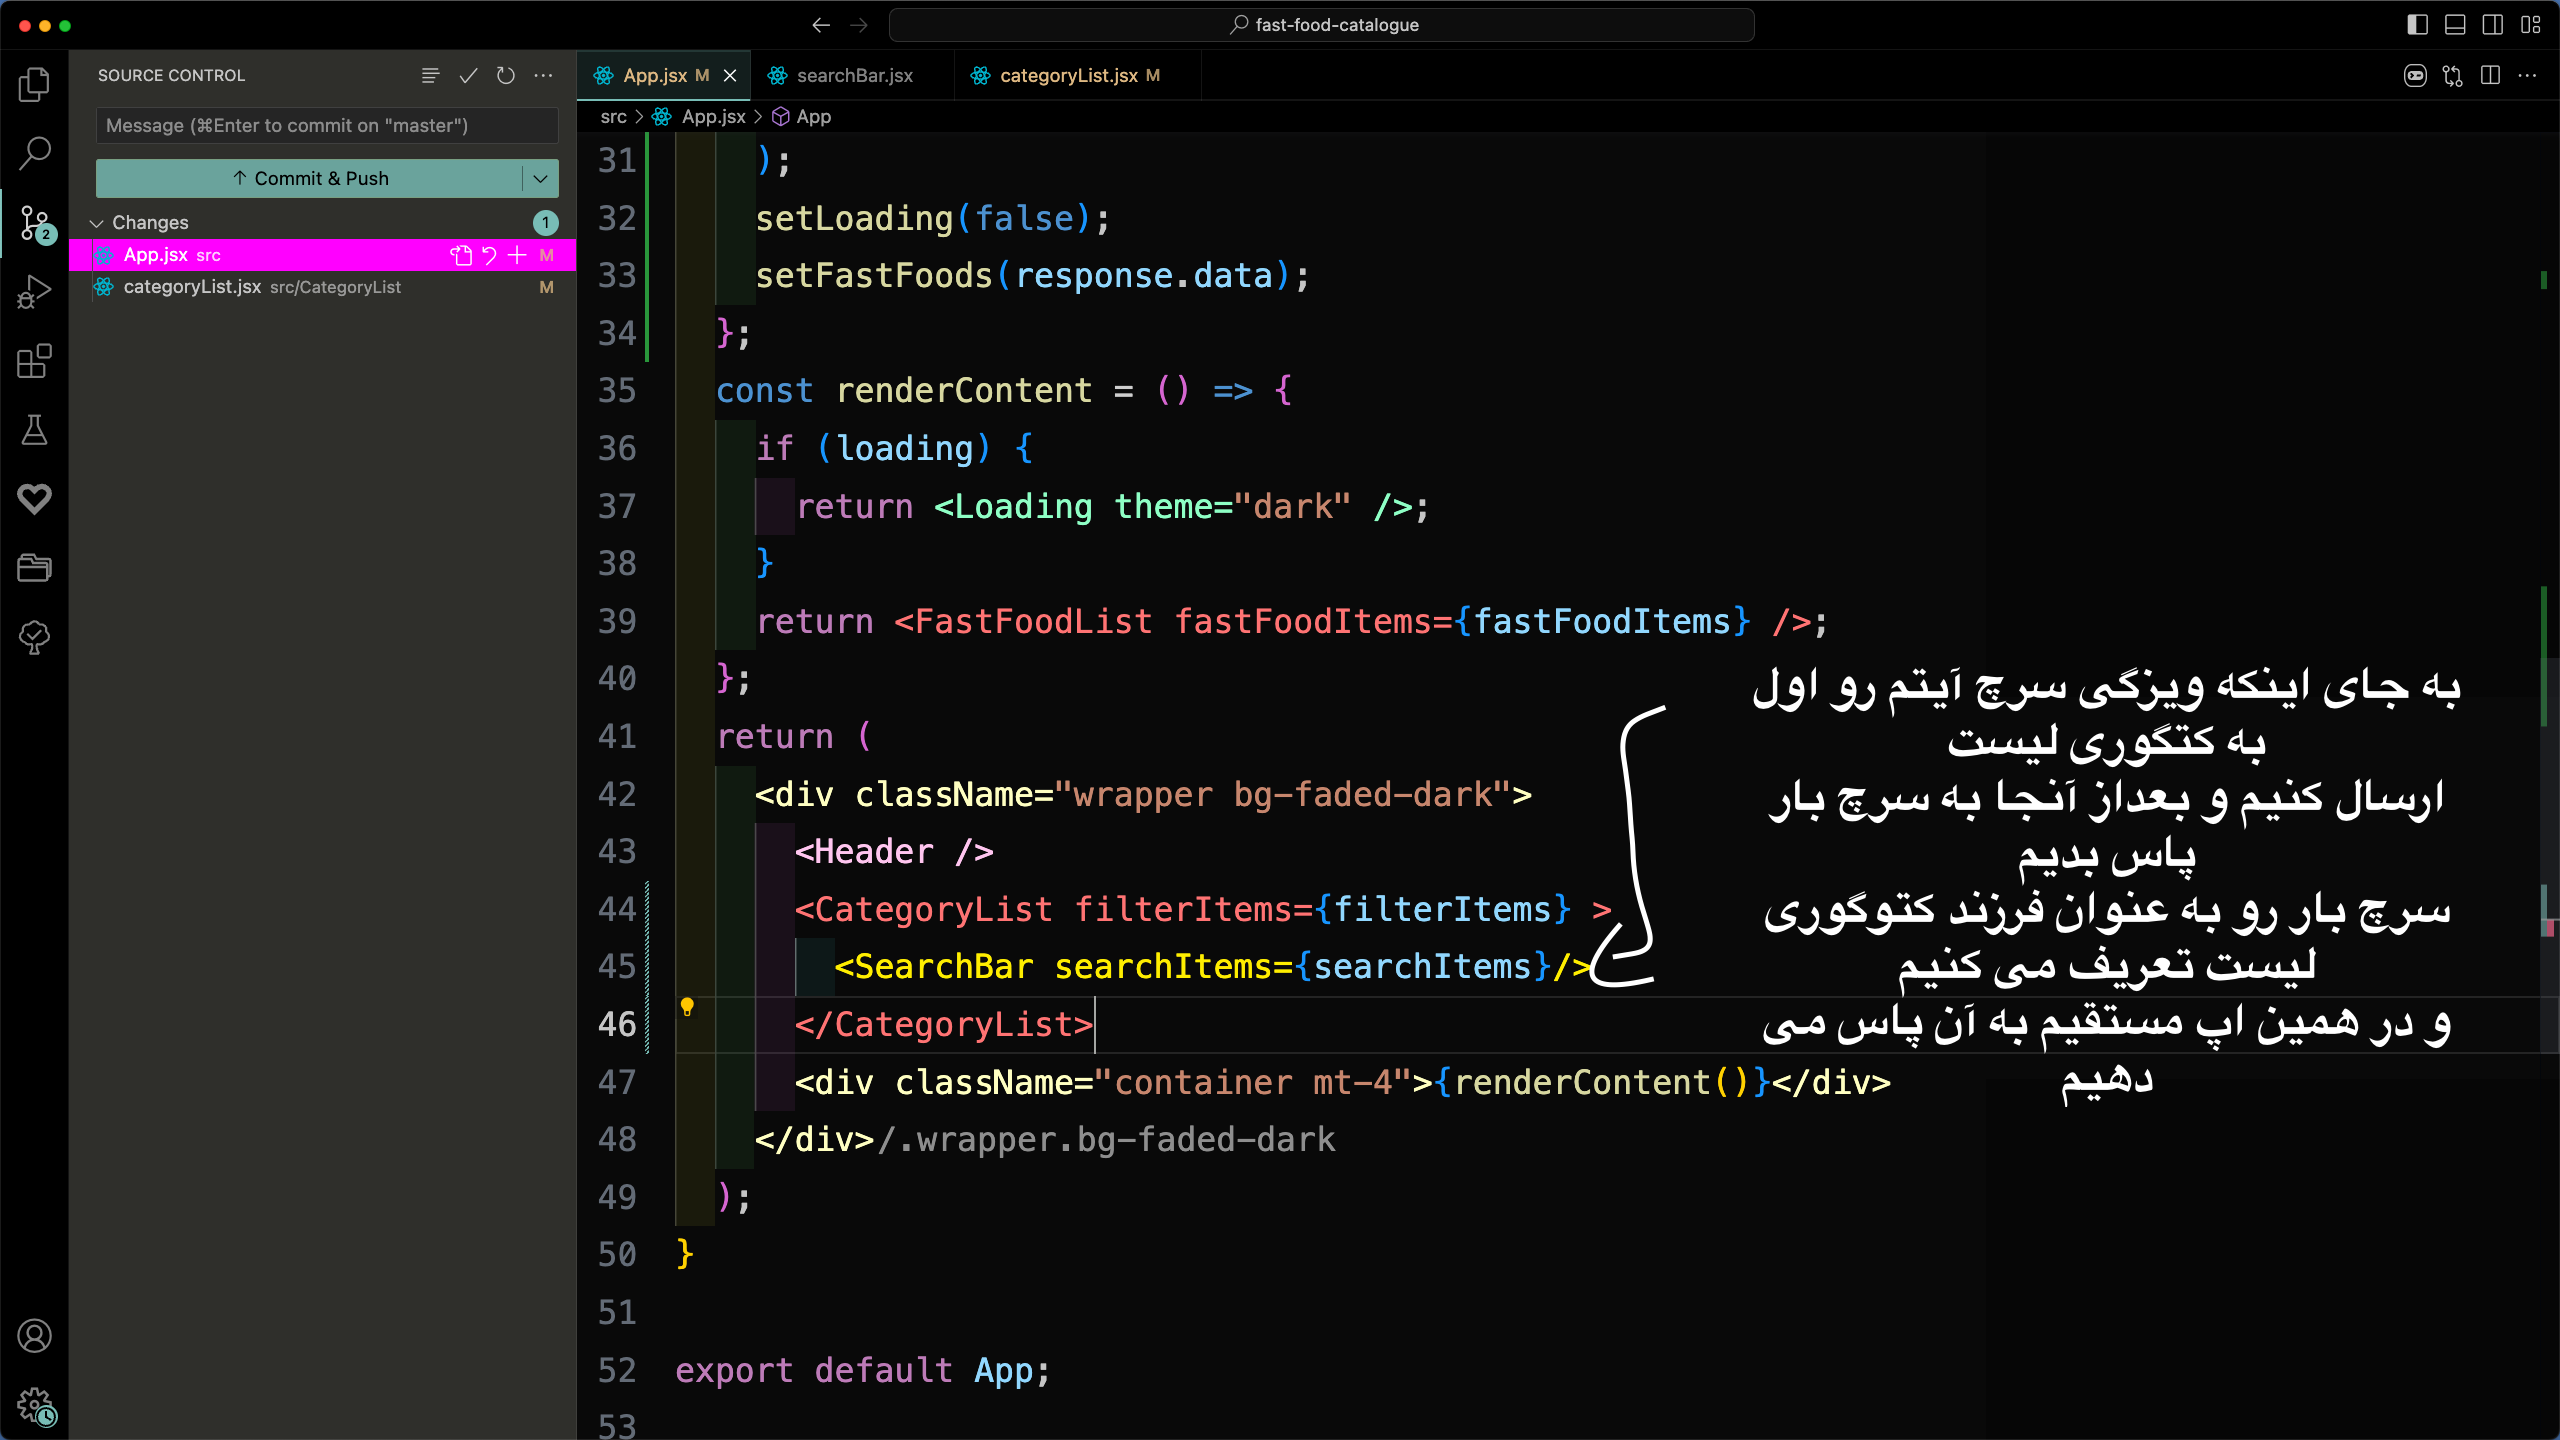 fast-food-catalogue
SOURCE CONTROL
Message (⌘Enter to commit on "master")
↑ Commit & Push
Changes 1
App.jsx src M
categoryList.jsx src/CategoryList M
2
App.jsx M
searchBar.jsx
categoryList.jsx M
src > App.jsx > App
31 );
32 setLoading(false);
33 setFastFoods(response.data);
34 };
35 const renderContent = () => {
36 if (loading) {
37 return <Loading theme="dark" />;
38 }
39 return <FastFoodList fastFoodItems={fastFoodItems} />;
40 };
41 return (
42 <div className="wrapper bg-faded-dark">
43 <Header />
44 <CategoryList filterItems={filterItems} >
45 <SearchBar searchItems={searchItems}/>
46 </CategoryList>
47 <div className="container mt-4">{renderContent()}</div>
48 </div>/.wrapper.bg-faded-dark
49 );
50 }
51
52 export default App;
53
به جای اینکه ویزگی سرچ آیتم رو اول
به کتگوری لیست
ارسال کنیم و بعداز آنجا به سرچ بار
پاس بدیم
سرچ بار رو به عنوان فرزند کتوگوری
لیست تعریف می کنیم
و در همین اپ مستقیم به آن پاس می
دهیم